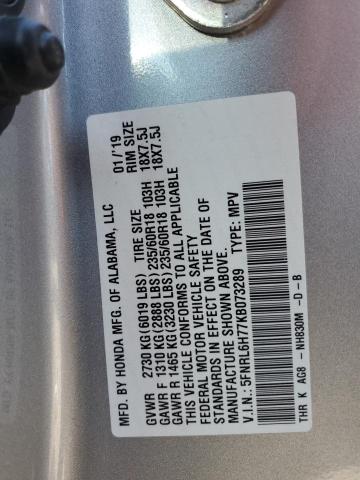 MFD. BY HONDA MFG. OF ALABAMA, LLC 01/'19
TIRE SIZE RIM SIZE
GVWR 2730 KG(6019 LBS)
GAWR F 1310 KG(2888 LBS) 235/60R18 103H 18X7.5J
GAWR R 1465 KG(3230 LBS) 235/60R18 103H 18X7.5J
THIS VEHICLE CONFORMS TO ALL APPLICABLE
FEDERAL MOTOR VEHICLE SAFETY
STANDARDS IN EFFECT ON THE DATE OF
MANUFACTURE SHOWN ABOVE.
V.I.N.: 5FNRL6H77KB073289 TYPE: MPV
THR K AG8 -NH830M -D-B